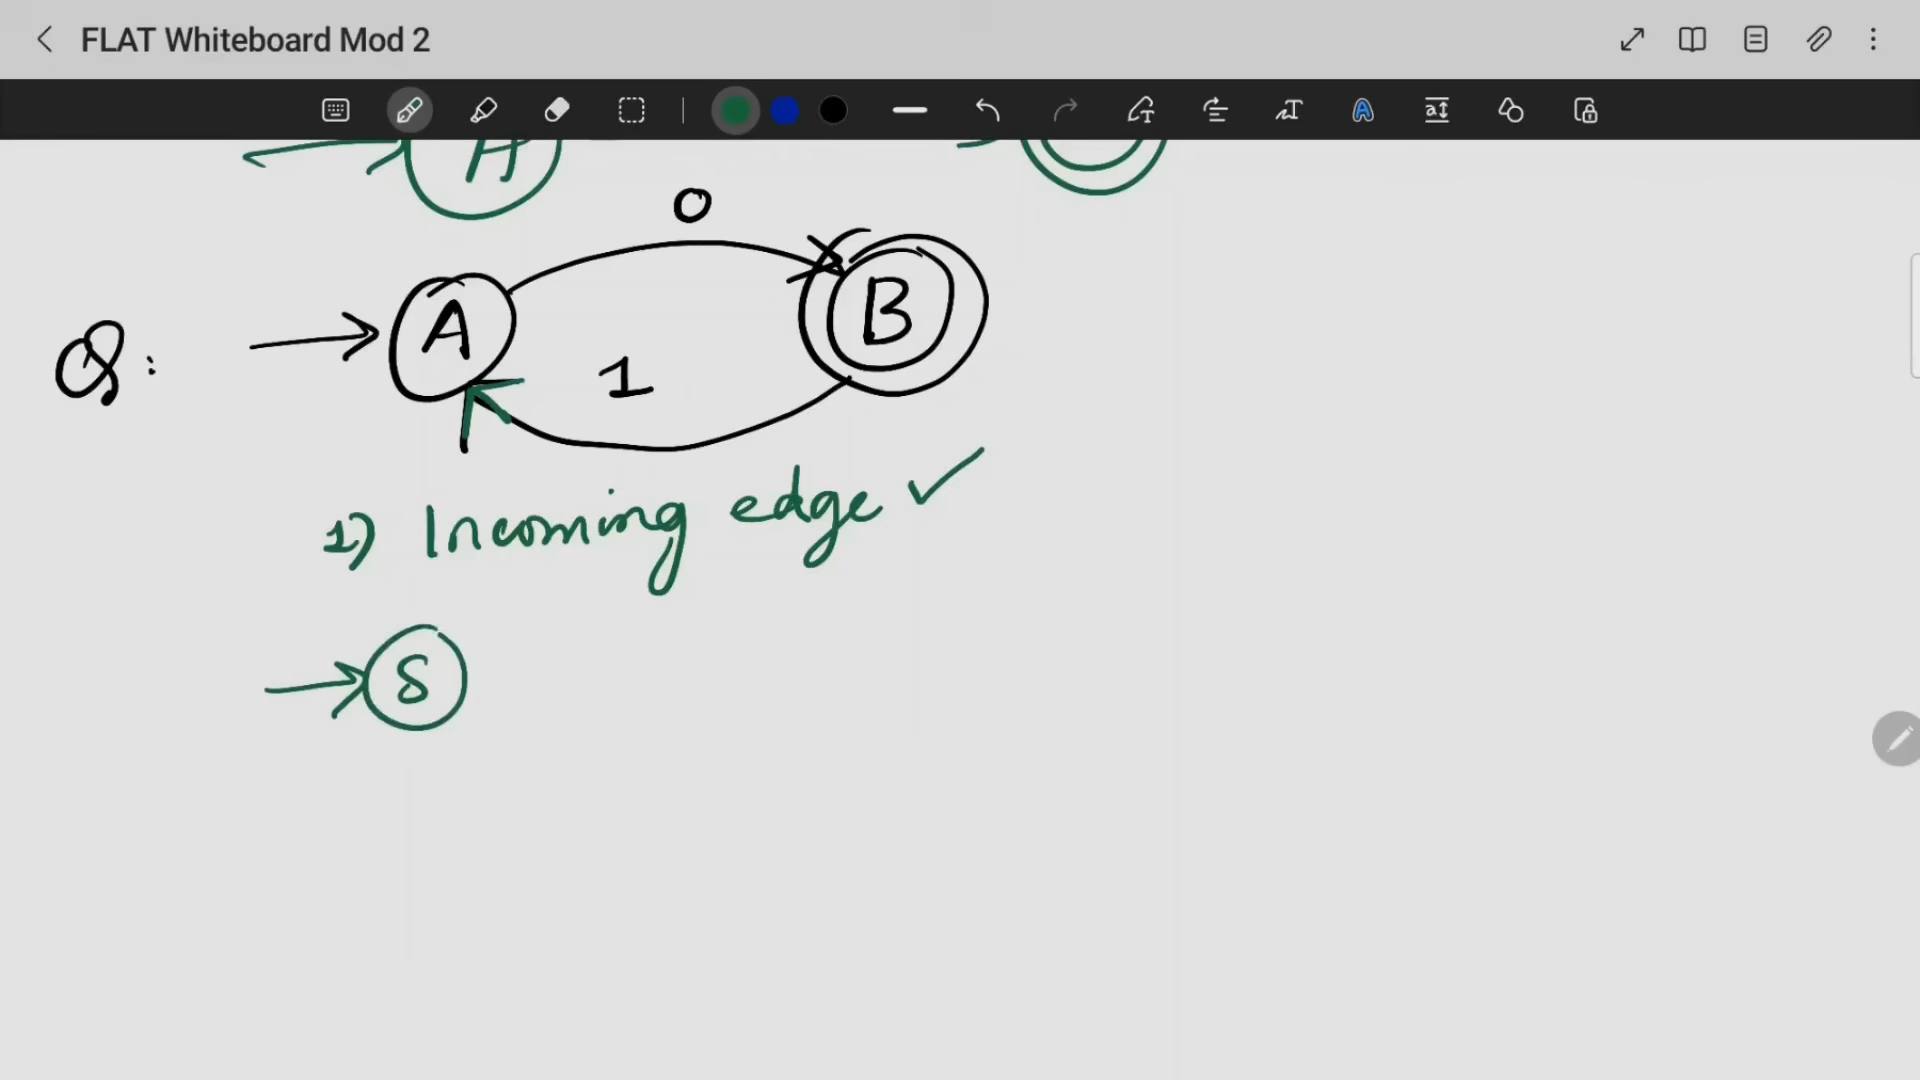 FLAT Whiteboard Mod 2
A
0
Q: A 1 B
1) Incoming edge ✓
S